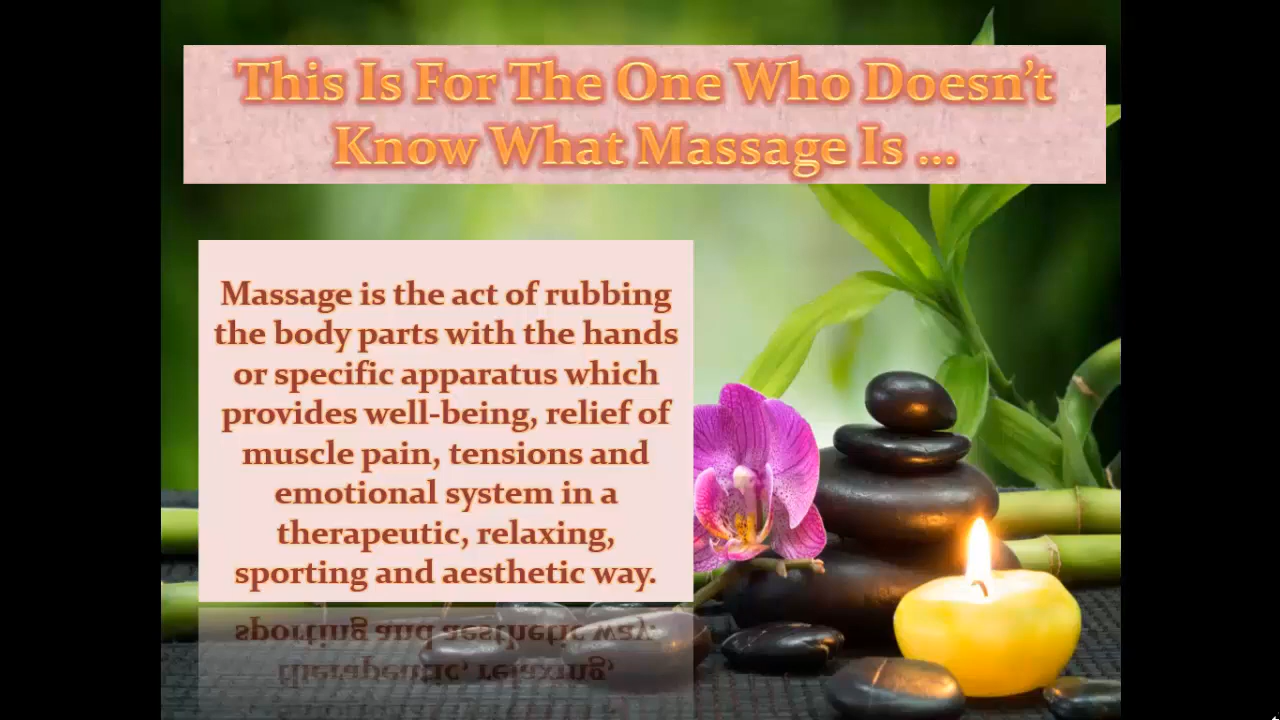 This Is For The One Who Doesn’t
Know What Massage Is ...
Massage is the act of rubbing
the body parts with the hands
or specific apparatus which
provides well-being, relief of
muscle pain, tensions and
emotional system in a
therapeutic, relaxing,
sporting and aesthetic way.